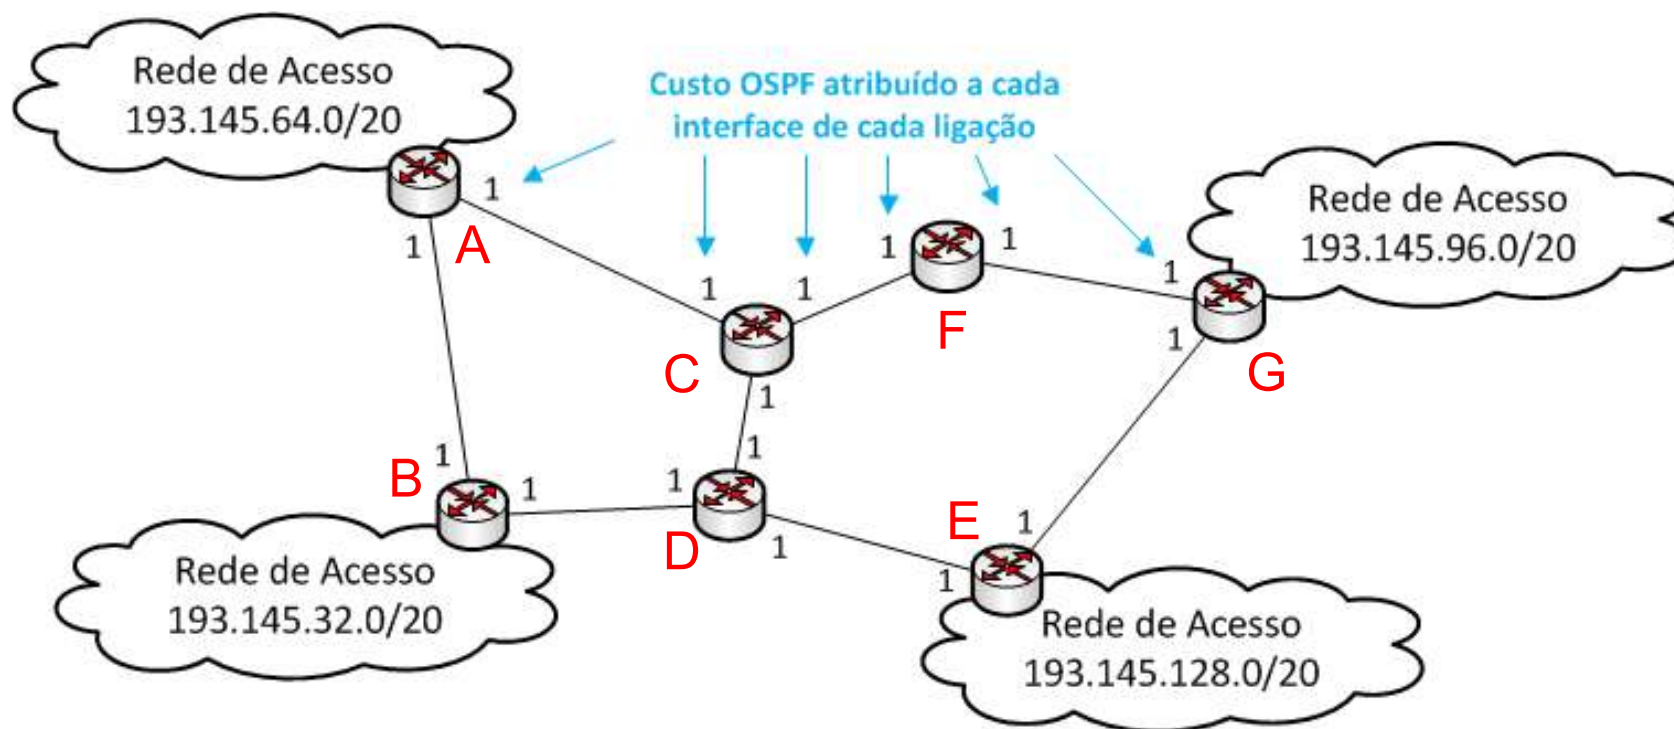 Rede de Acesso
193.145.64.0/20
Custo OSPF atribuído a cada
interface de cada ligação
Rede de Acesso
193.145.96.0/20
1
A
1
1
1
F
1
1
1
C
1
1
G
1
1
B
1
1
1
D
1
E
1
1
Rede de Acesso
193.145.32.0/20
Rede de Acesso
193.145.128.0/20